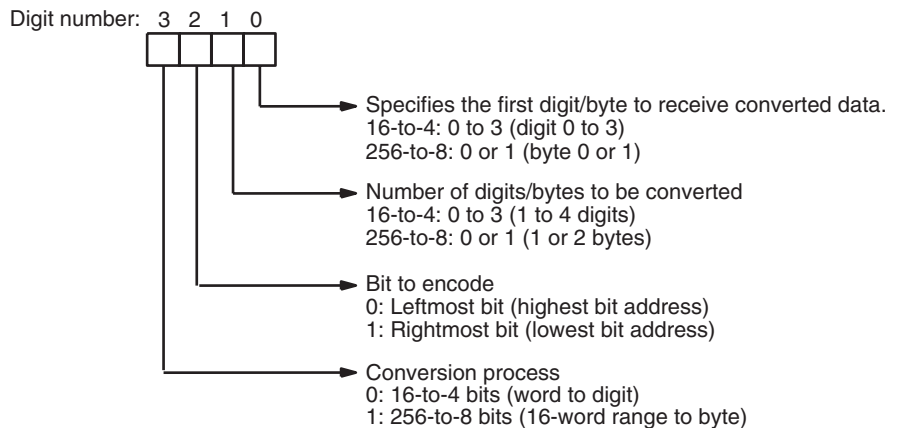 Digit number: 3 2 1 0
Specifies the first digit/byte to receive converted data.
16-to-4: 0 to 3 (digit 0 to 3)
256-to-8: 0 or 1 (byte 0 or 1)
Number of digits/bytes to be converted
16-to-4: 0 to 3 (1 to 4 digits)
256-to-8: 0 or 1 (1 or 2 bytes)
Bit to encode
0: Leftmost bit (highest bit address)
1: Rightmost bit (lowest bit address)
Conversion process
0: 16-to-4 bits (word to digit)
1: 256-to-8 bits (16-word range to byte)